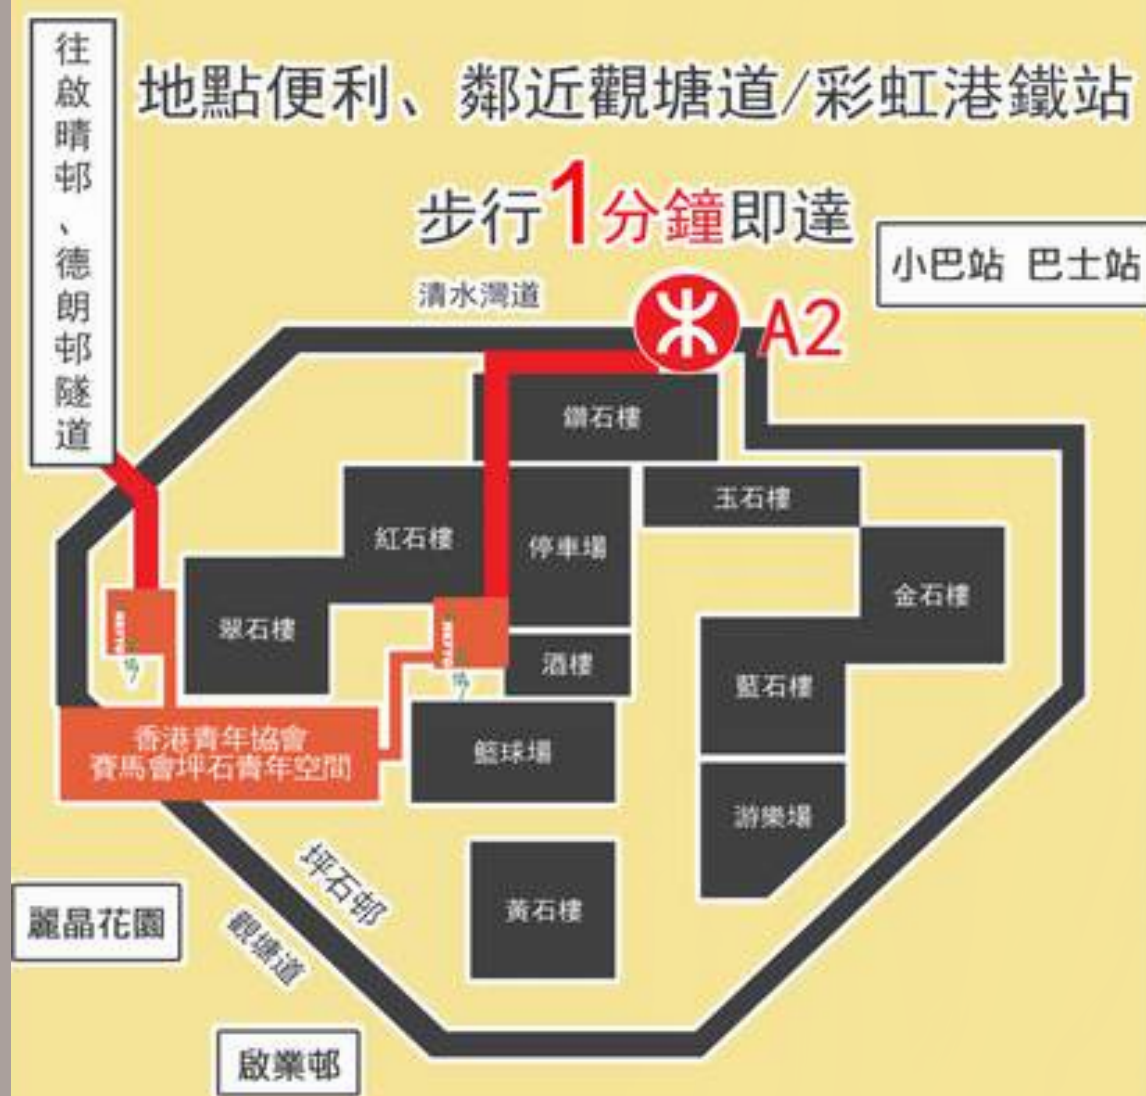 往啟晴邨、德朗邨隧道
地點便利、鄰近觀塘道/彩虹港鐵站
步行1分鐘即達
小巴站 巴士站
清水灣道
A2
鑽石樓
玉石樓
紅石樓
停車場
金石樓
翠石樓
酒樓
藍石樓
香港青年協會
賽馬會坪石青年空間
籃球場
游樂場
坪石邨
黃石樓
麗晶花園
觀塘道
啟業邨